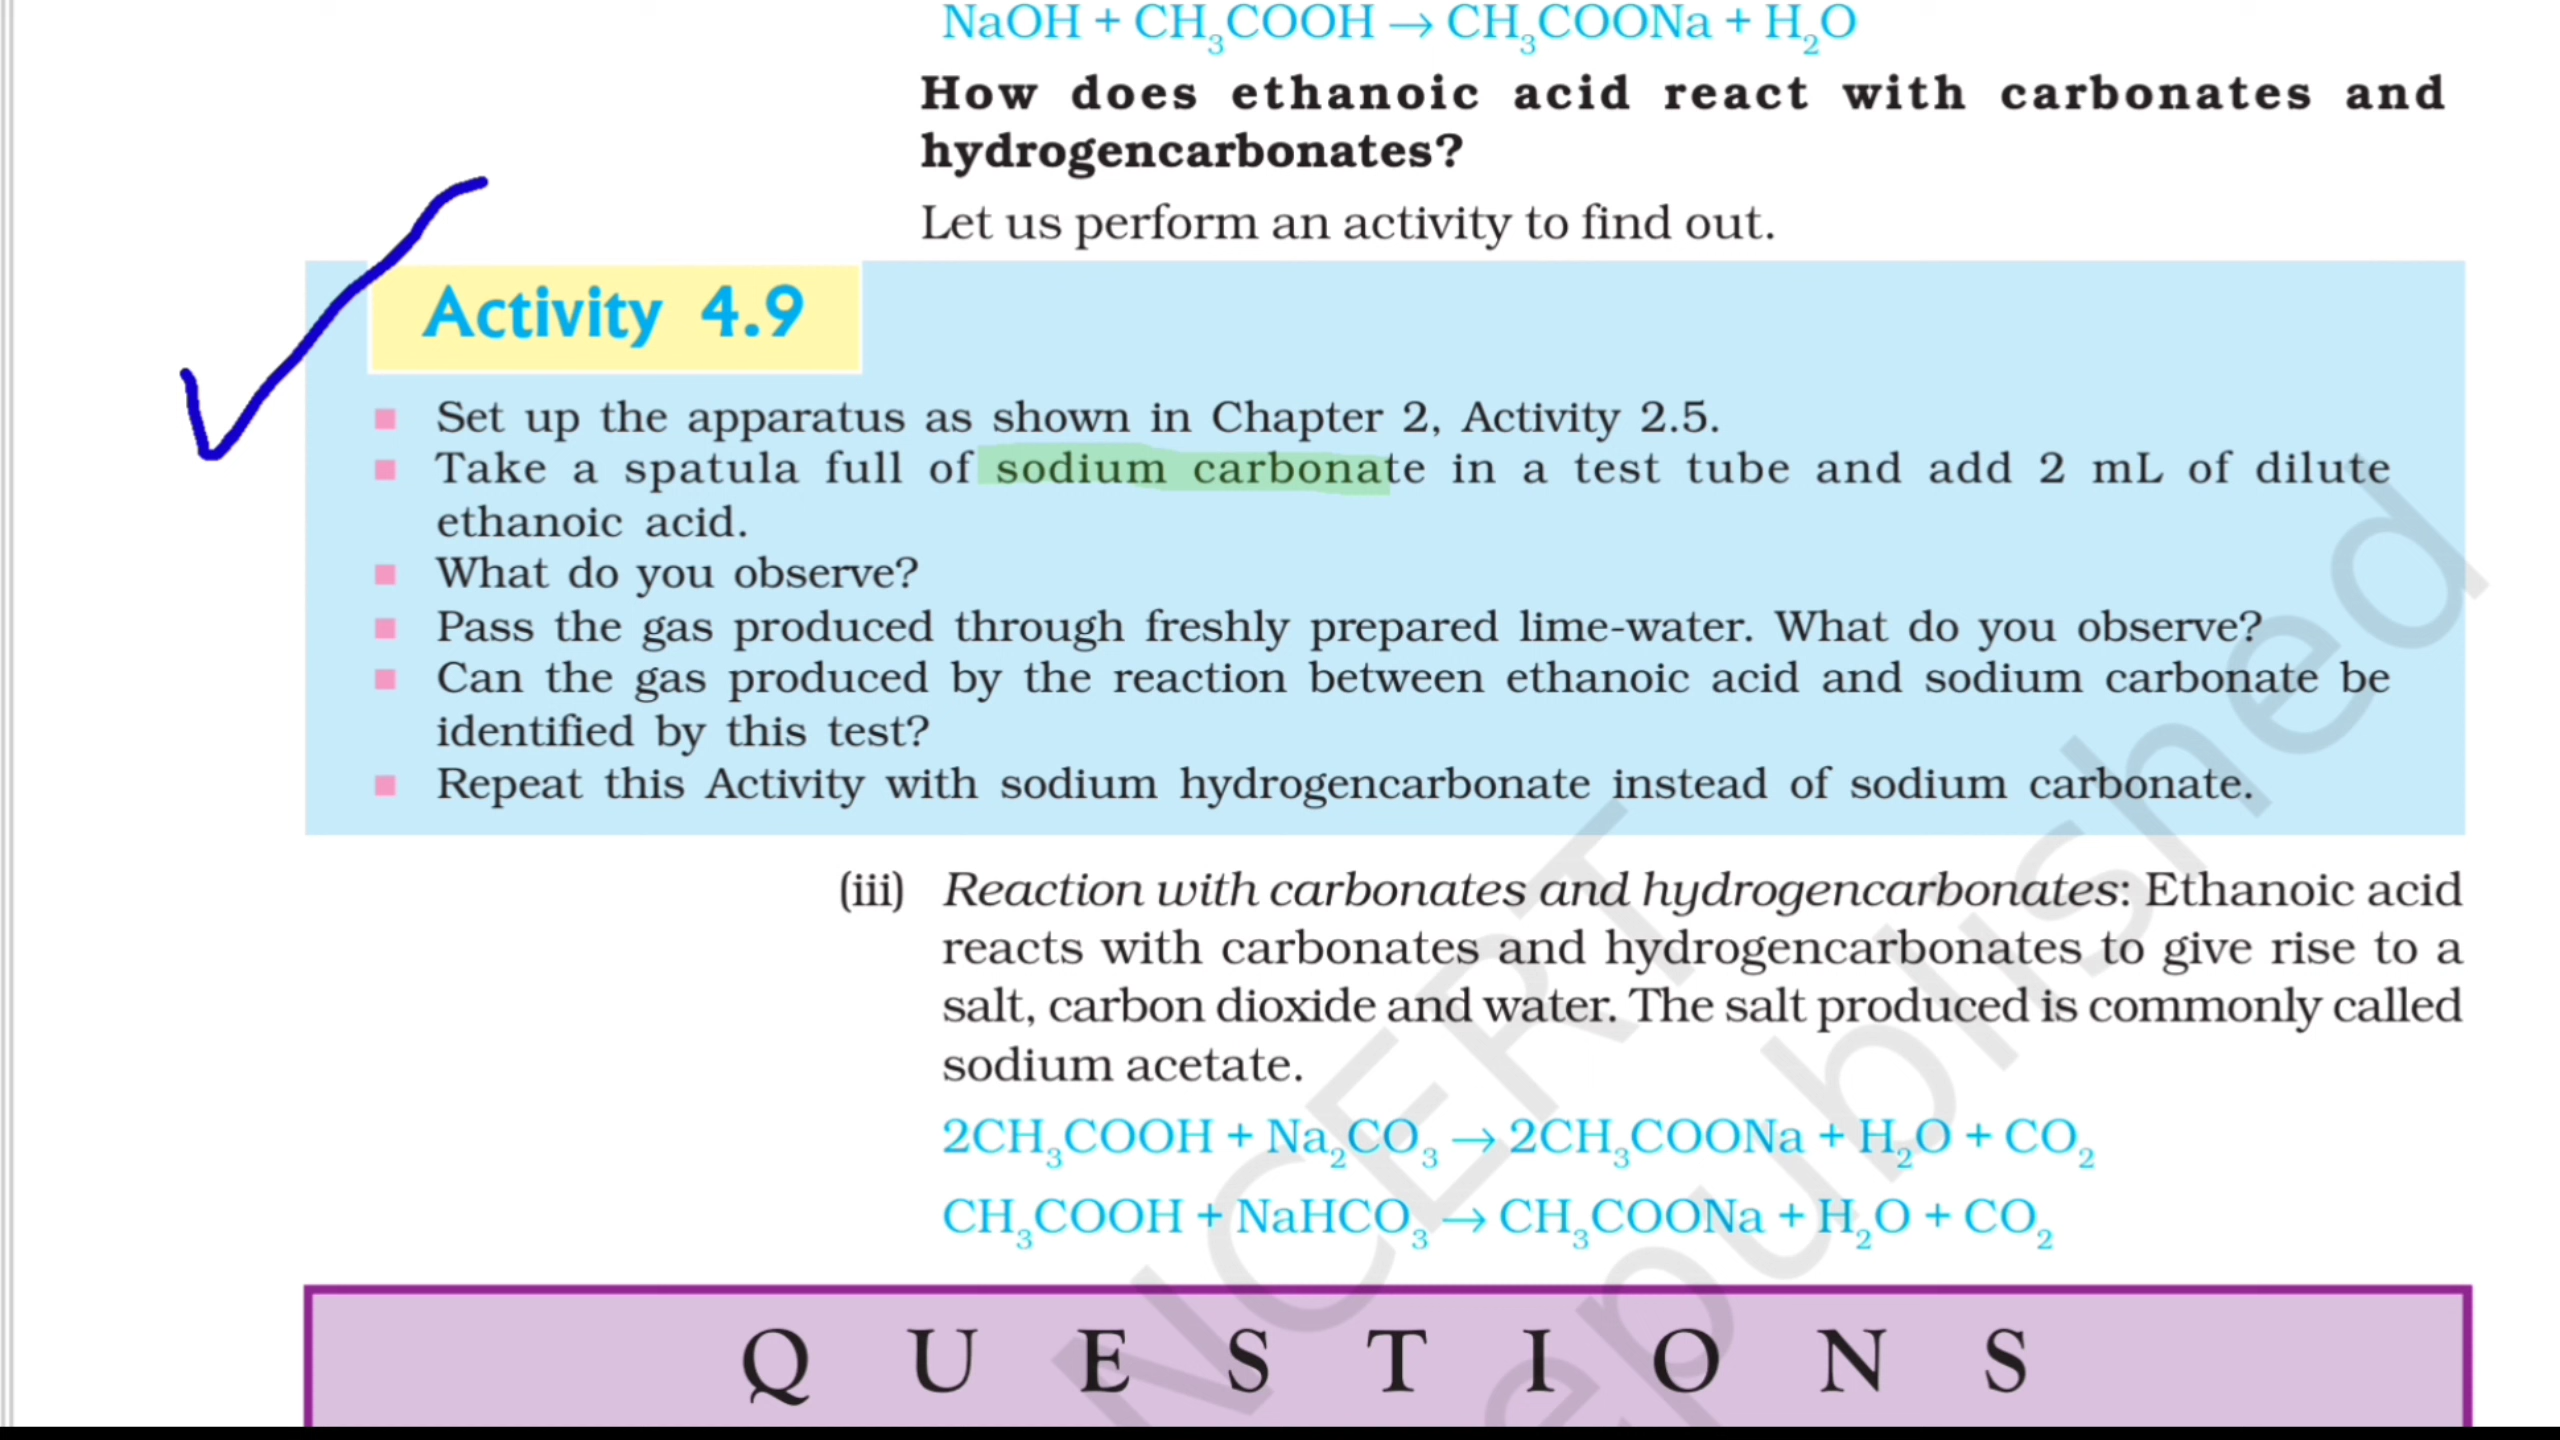 NaOH + CH₃COOH → CH₃COONa + H₂O
How does ethanoic acid react with carbonates and
hydrogencarbonates?
Let us perform an activity to find out.
Activity 4.9
Set up the apparatus as shown in Chapter 2, Activity 2.5.
Take a spatula full of sodium carbonate in a test tube and add 2 mL of dilute
ethanoic acid.
What do you observe?
Pass the gas produced through freshly prepared lime-water. What do you observe?
Can the gas produced by the reaction between ethanoic acid and sodium carbonate be
identified by this test?
Repeat this Activity with sodium hydrogencarbonate instead of sodium carbonate.
(iii) Reaction with carbonates and hydrogencarbonates: Ethanoic acid
reacts with carbonates and hydrogencarbonates to give rise to a
salt, carbon dioxide and water. The salt produced is commonly called
sodium acetate.
2CH₃COOH + Na₂CO₃ → 2CH₃COONa + H₂O + CO₂
CH₃COOH + NaHCO₃ → CH₃COONa + H₂O + CO₂
QUESTIONS
NCERT
epublished